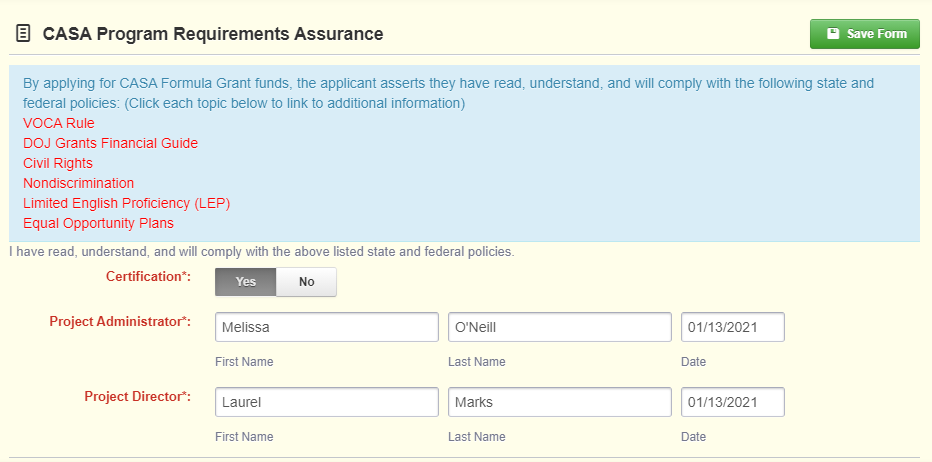 CASA Program Requirements Assurance
Save Form
By applying for CASA Formula Grant funds, the applicant asserts they have read, understand, and will comply with the following state and
federal policies: (Click each topic below to link to additional information)
VOCA Rule
DOJ Grants Financial Guide
Civil Rights
Nondiscrimination
Limited English Proficiency (LEP)
Equal Opportunity Plans
I have read, understand, and will comply with the above listed state and federal policies.
Certification*: Yes No
Project Administrator*: Melissa O'Neill 01/13/2021
First Name Last Name Date
Project Director*: Laurel Marks 01/13/2021
First Name Last Name Date